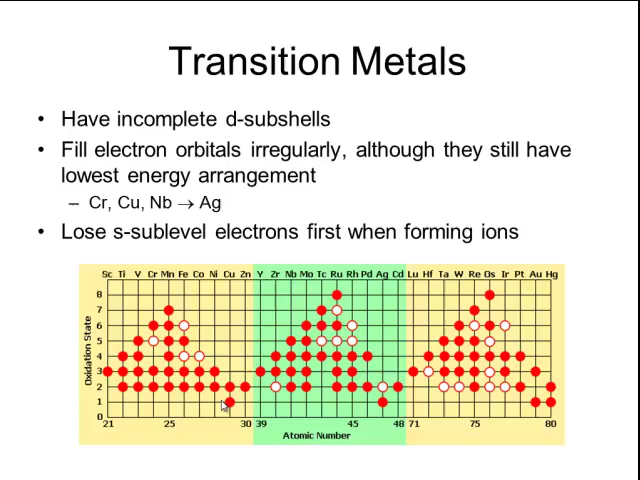 Transition Metals
• Have incomplete d-subshells
• Fill electron orbitals irregularly, although they still have
lowest energy arrangement
– Cr, Cu, Nb → Ag
• Lose s-sublevel electrons first when forming ions
Sc Ti V Cr Mn Fe Co Ni Cu Zn Y Zr Nb Mo Tc Ru Rh Pd Ag Cd Lu Hf Ta W Re Os Ir Pt Au Hg
8
7
6
5
4
3
2
1
0
Oxidation State
21 25 30 39 45 48 71 75 80
Atomic Number